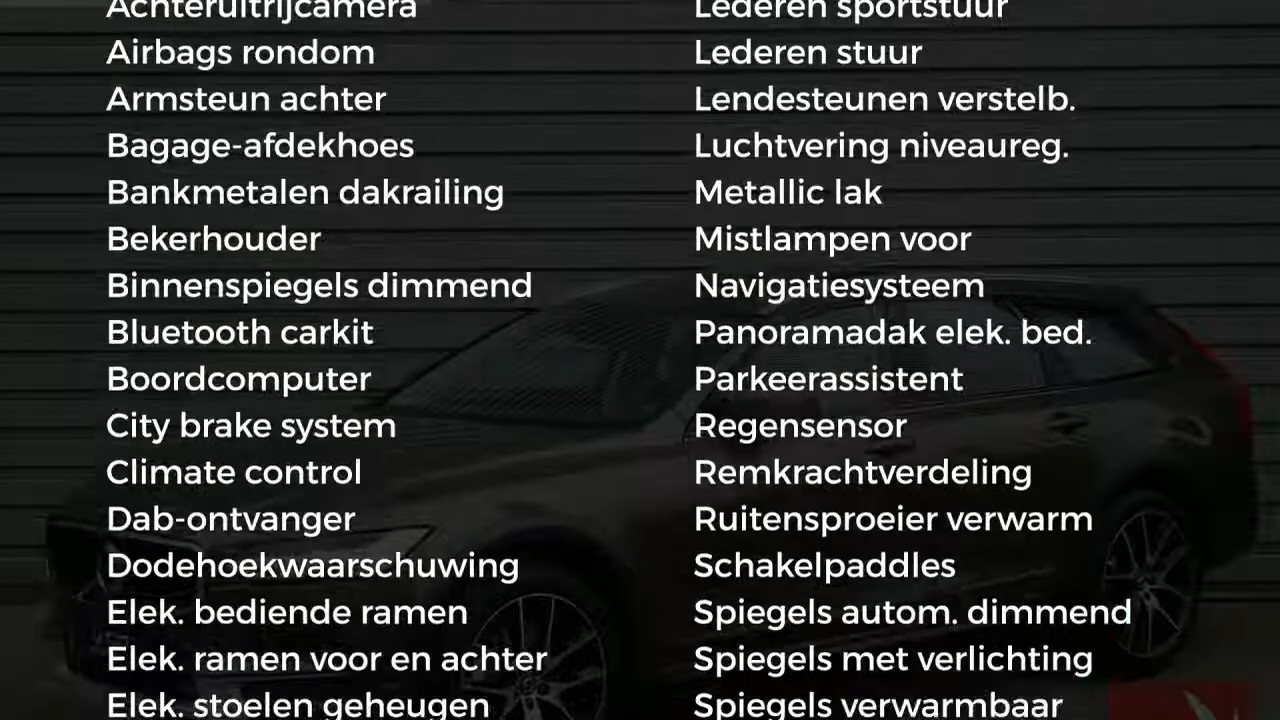 Achteruitrijcamera
Airbags rondom
Armsteun achter
Bagage-afdekhoes
Bankmetalen dakrailing
Bekerhouder
Binnenspiegels dimmend
Bluetooth carkit
Boordcomputer
City brake system
Climate control
Dab-ontvanger
Dodehoekwaarschuwing
Elek. bediende ramen
Elek. ramen voor en achter
Elek. stoelen geheugen
Lederen sportstuur
Lederen stuur
Lendesteunen verstelb.
Luchtvering niveaureg.
Metallic lak
Mistlampen voor
Navigatiesysteem
Panoramadak elek. bed.
Parkeerassistent
Regensensor
Remkrachtverdeling
Ruitensproeier verwarm
Schakelpaddles
Spiegels autom. dimmend
Spiegels met verlichting
Spiegels verwarmbaar